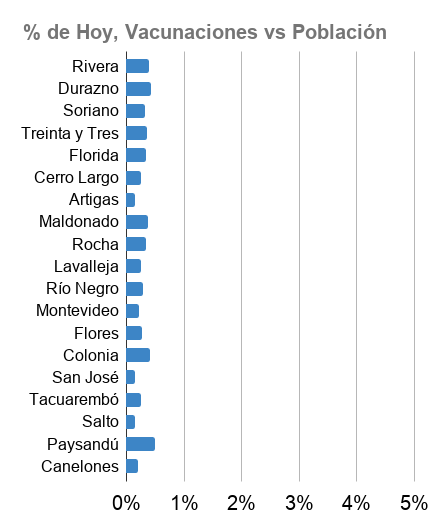 % de Hoy, Vacunaciones vs Población
Rivera
Durazno
Soriano
Treinta y Tres
Florida
Cerro Largo
Artigas
Maldonado
Rocha
Lavalleja
Río Negro
Montevideo
Flores
Colonia
San José
Tacuarembó
Salto
Paysandú
Canelones
0% 1% 2% 3% 4% 5%